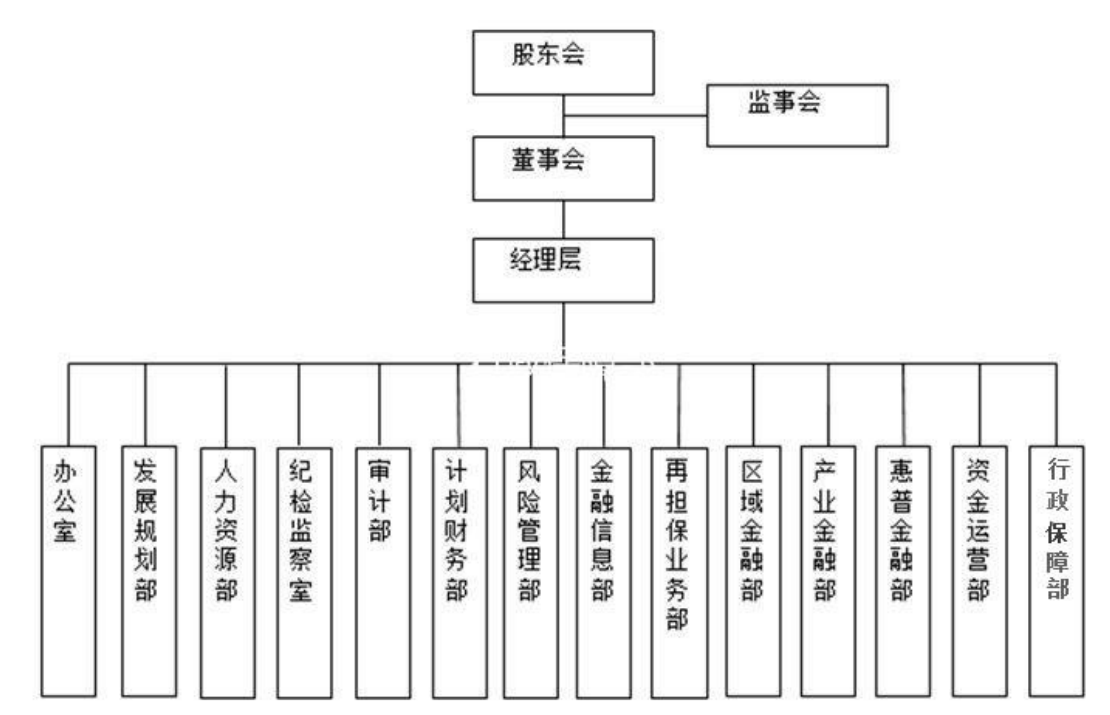 股东会
监事会
董事会
经理层
办公室
发展规划部
人力资源部
纪检监察室
审计部
计划财务部
风险管理部
金融信息部
再担保业务部
区域金融部
产业金融部
惠普金融部
资金运营部
行政保障部